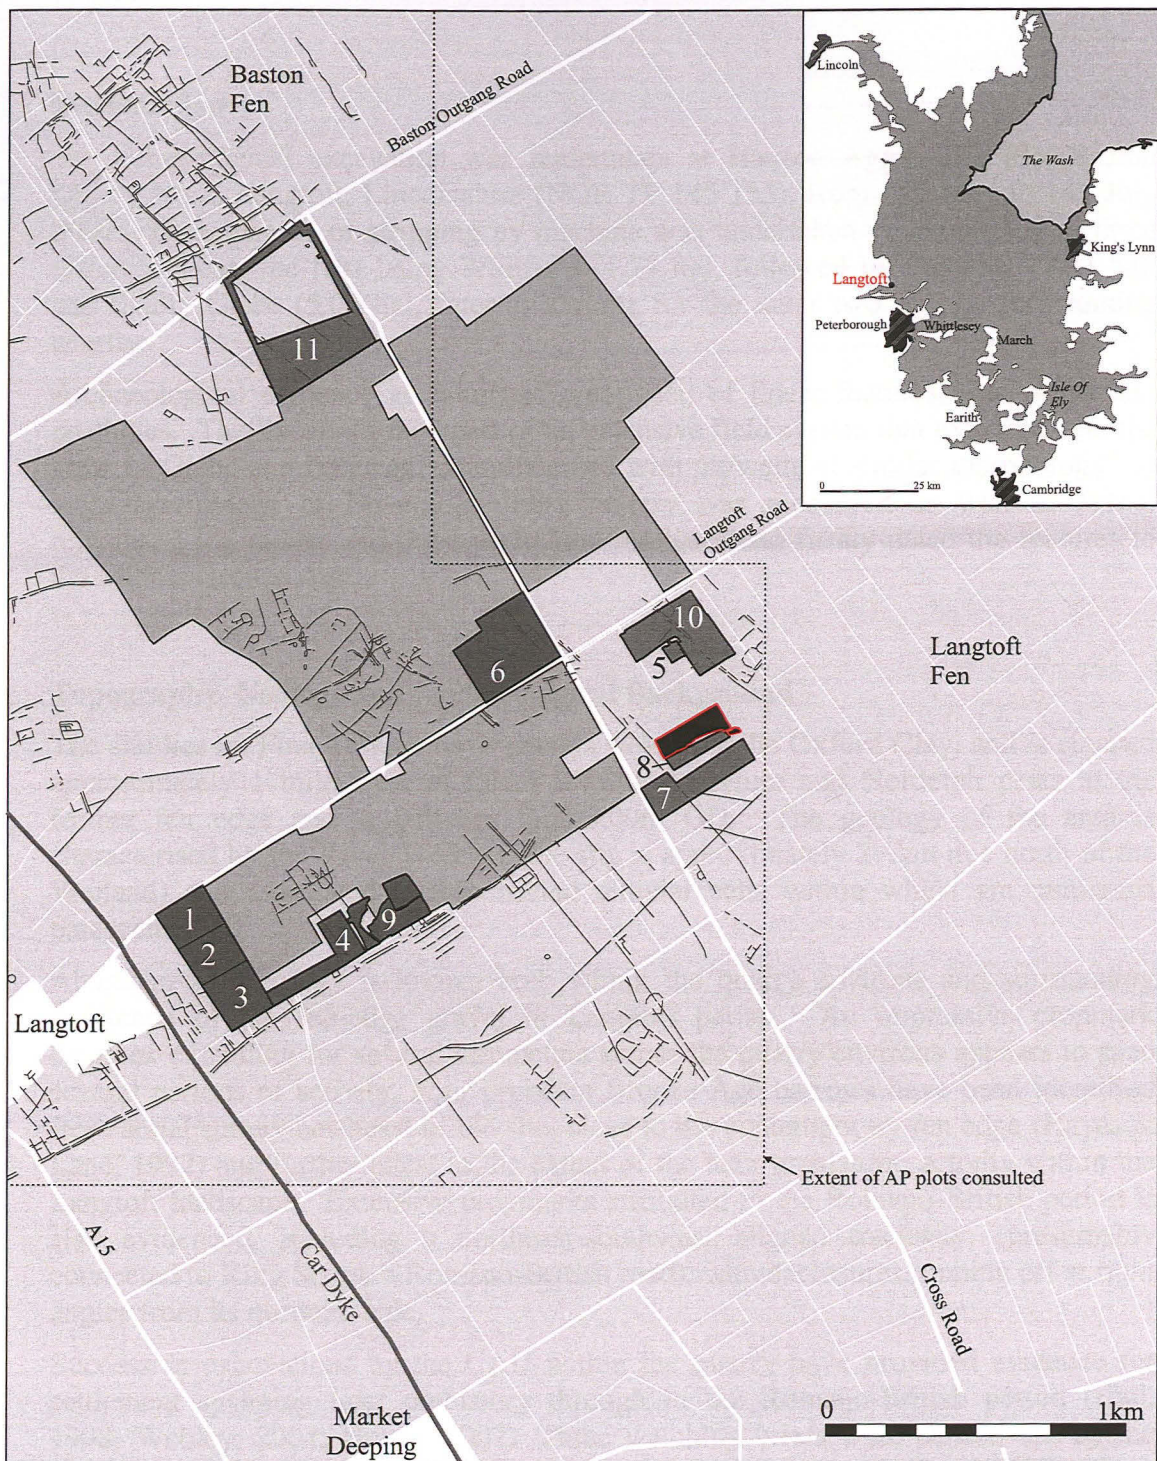 Baston
Fen
Baston Outgang Road
Lincoln
The Wash
King's Lynn
Langtoft
Peterborough
Whittlesey
March
Isle Of
Ely
Earith
Cambridge
0
25 km
11
Langtoft
Outgang Road
10
5
6
Langtoft
Fen
8
7
1
2
3
4
9
Langtoft
Extent of AP plots consulted
A15
Car Dyke
Cross Road
Market
Deeping
0
1km